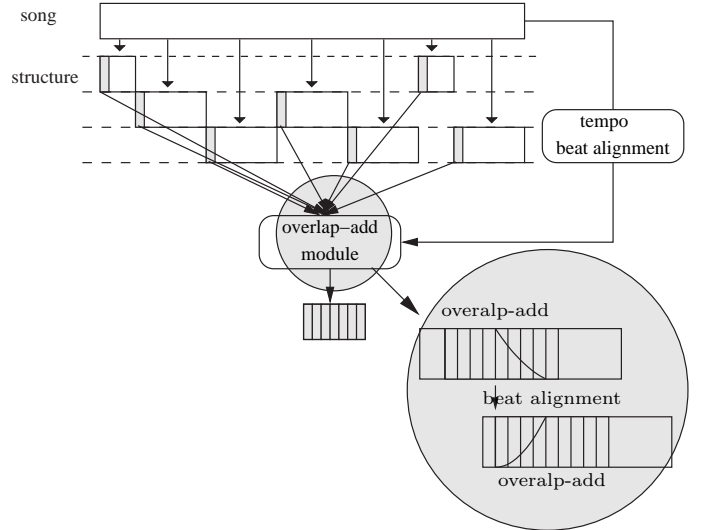 song
structure
tempo
beat alignment
overlap–add
module
overalp-add
beat alignment
overalp-add